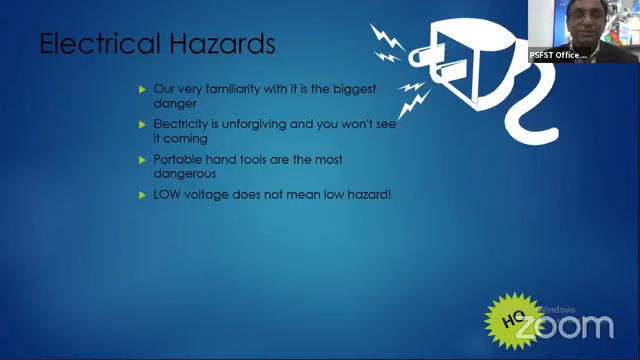 Electrical Hazards
PSFST Office ...
Our very familiarity with it is the biggest
danger
Electricity is unforgiving and you won't see
it coming
Portable hand tools are the most
dangerous
LOW voltage does not mean low hazard!
HO
Windows
zoom